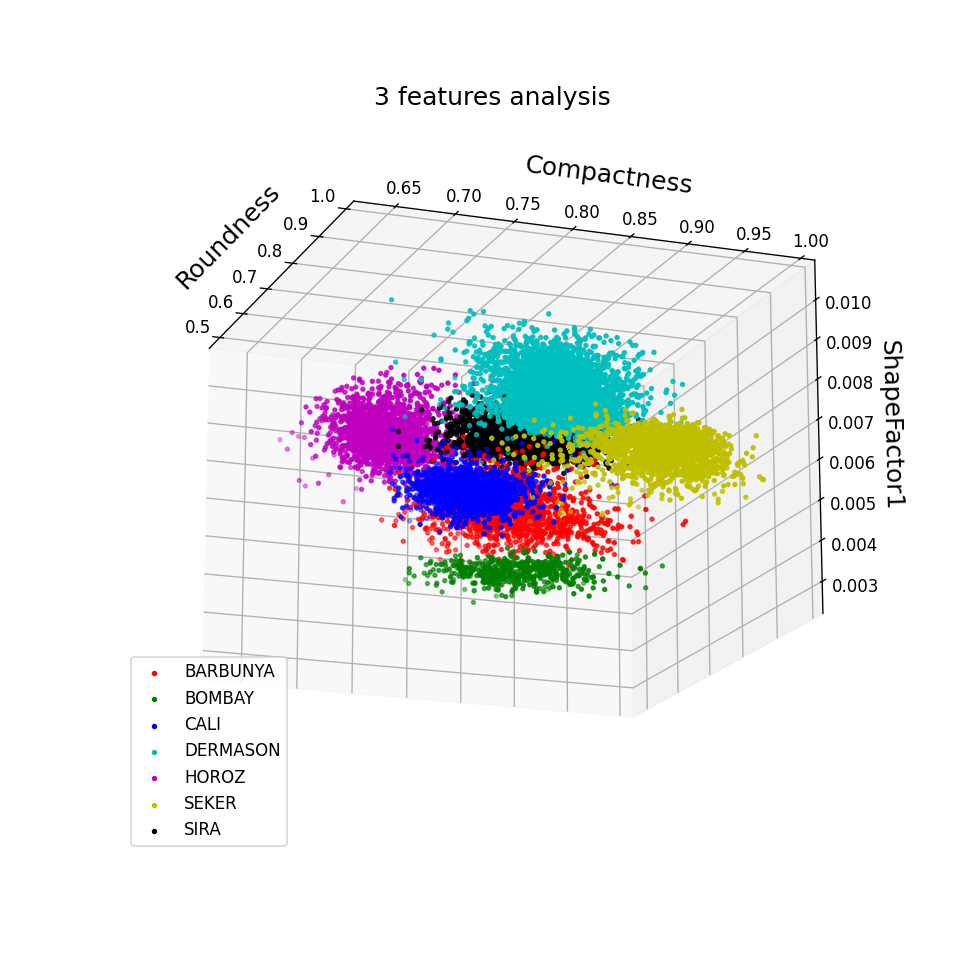 3 features analysis
Compactness
0.65 0.70 0.75 0.80 0.85 0.90 0.95 1.00
Roundness
1.0
0.9
0.8
0.7
0.6
0.5
ShapeFactor1
0.010
0.009
0.008
0.007
0.006
0.005
0.004
0.003
BARBUNYA
BOMBAY
CALI
DERMASON
HOROZ
SEKER
SIRA